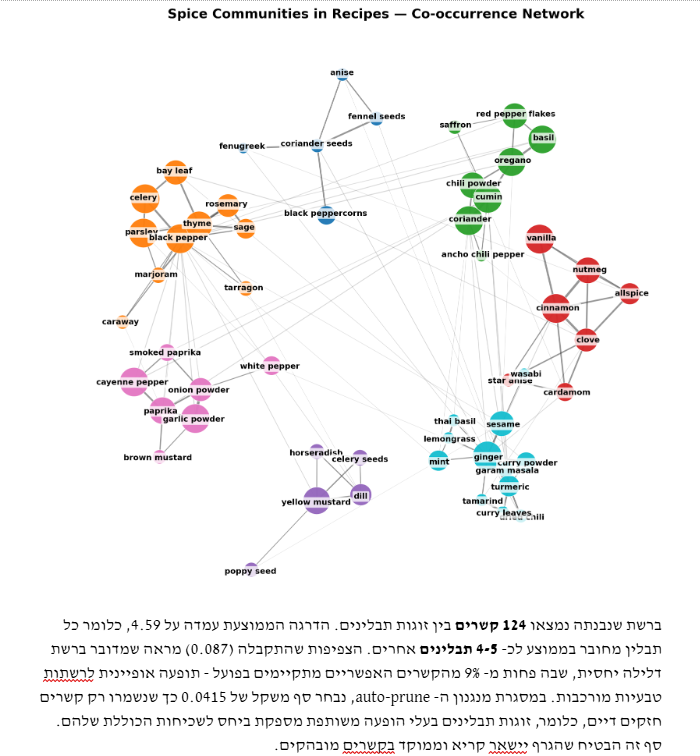 Spice Communities in Recipes — Co-occurrence Network
anise
fennel seeds
fenugreek
coriander seeds
black peppercorns
saffron
red pepper flakes
basil
oregano
chili powder
cumin
coriander
ancho chili pepper
bay leaf
celery
rosemary
thyme
parsley
sage
black pepper
marjoram
tarragon
caraway
vanilla
nutmeg
allspice
cinnamon
clove
wasabi
star anise
cardamom
smoked paprika
white pepper
cayenne pepper
onion powder
paprika
garlic powder
brown mustard
thai basil
sesame
lemongrass
mint
ginger
curry powder
garam masala
turmeric
tamarind
curry leaves
chili
horseradish
celery seeds
yellow mustard
dill
poppy seed
ברשת שנבנתה נמצאו 124 קשרים בין זוגות תבלינים. הדרגה הממוצעת עמדה על 4.59, כלומר כל
תבלין מחובר בממוצע לכ- 4-5 תבלינים אחרים. הצפיפות שהתקבלה (0.087) מראה שמדובר ברשת
דלילה יחסית, שבה פחות מ- 9% מהקשרים האפשריים מתקיימים בפועל - תופעה אופיינית לרשתות
טבעיות מורכבות. במסגרת מנגנון ה- auto-prune, נבחר סף משקל של 0.0415 כך שנשמרו רק קשרים
חזקים דיים, כלומר, זוגות תבלינים בעלי הופעה משותפת מספקת ביחס לשכיחות הכוללת שלהם.
סף זה הבטיח שהגרף יישאר קריא וממוקד בקשרים מובהקים.